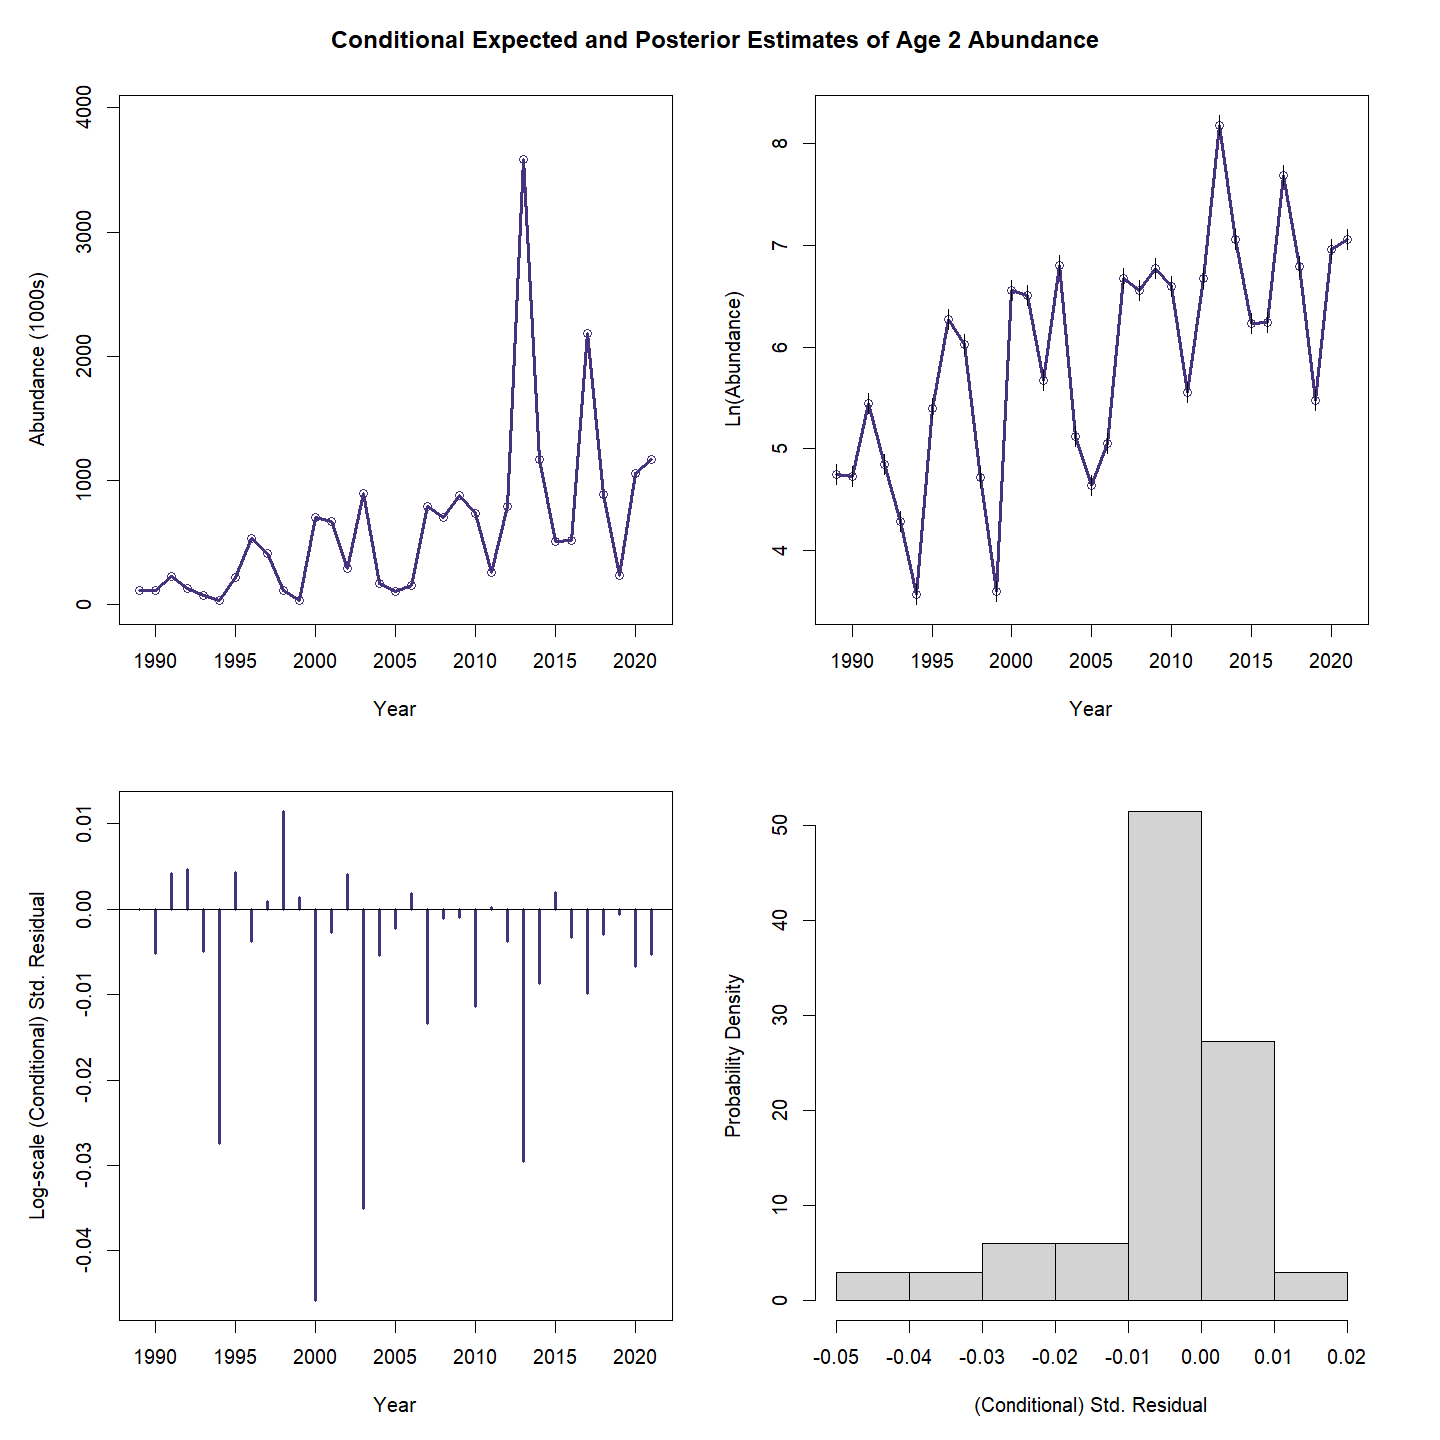 Conditional Expected and Posterior Estimates of Age 2 Abundance
Abundance (1000s)
4000
3000
2000
1000
0
1990 1995 2000 2005 2010 2015 2020
Year
Ln(Abundance)
8
7
6
5
4
1990 1995 2000 2005 2010 2015 2020
Year
Log-scale (Conditional) Std. Residual
0.01
0.00
-0.01
-0.02
-0.03
-0.04
1990 1995 2000 2005 2010 2015 2020
Year
Probability Density
50
40
30
20
10
0
-0.05 -0.04 -0.03 -0.02 -0.01 0.00 0.01 0.02
(Conditional) Std. Residual